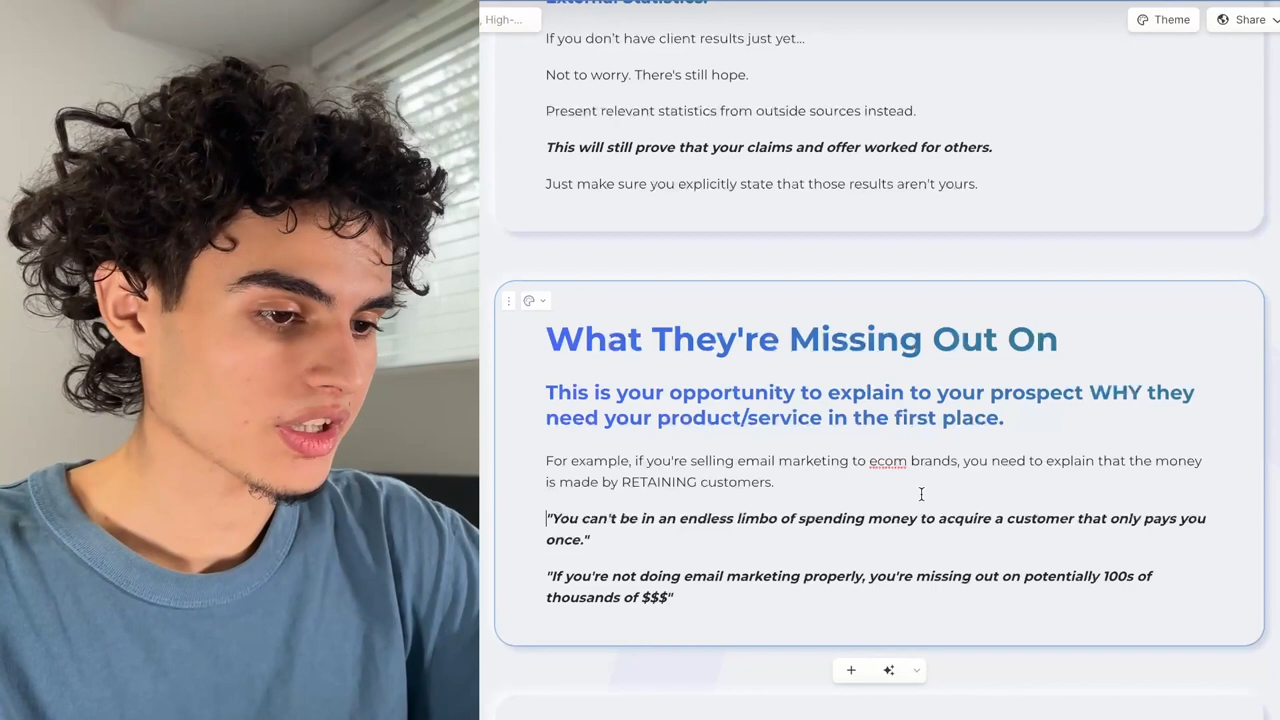 External Statistics:
, High-...
Theme
Share
If you don't have client results just yet...
Not to worry. There's still hope.
Present relevant statistics from outside sources instead.
This will still prove that your claims and offer worked for others.
Just make sure you explicitly state that those results aren't yours.
What They're Missing Out On
This is your opportunity to explain to your prospect WHY they
need your product/service in the first place.
For example, if you're selling email marketing to ecom brands, you need to explain that the money
is made by RETAINING customers.
"You can't be in an endless limbo of spending money to acquire a customer that only pays you
once."
"If you're not doing email marketing properly, you're missing out on potentially 100s of
thousands of $$$"